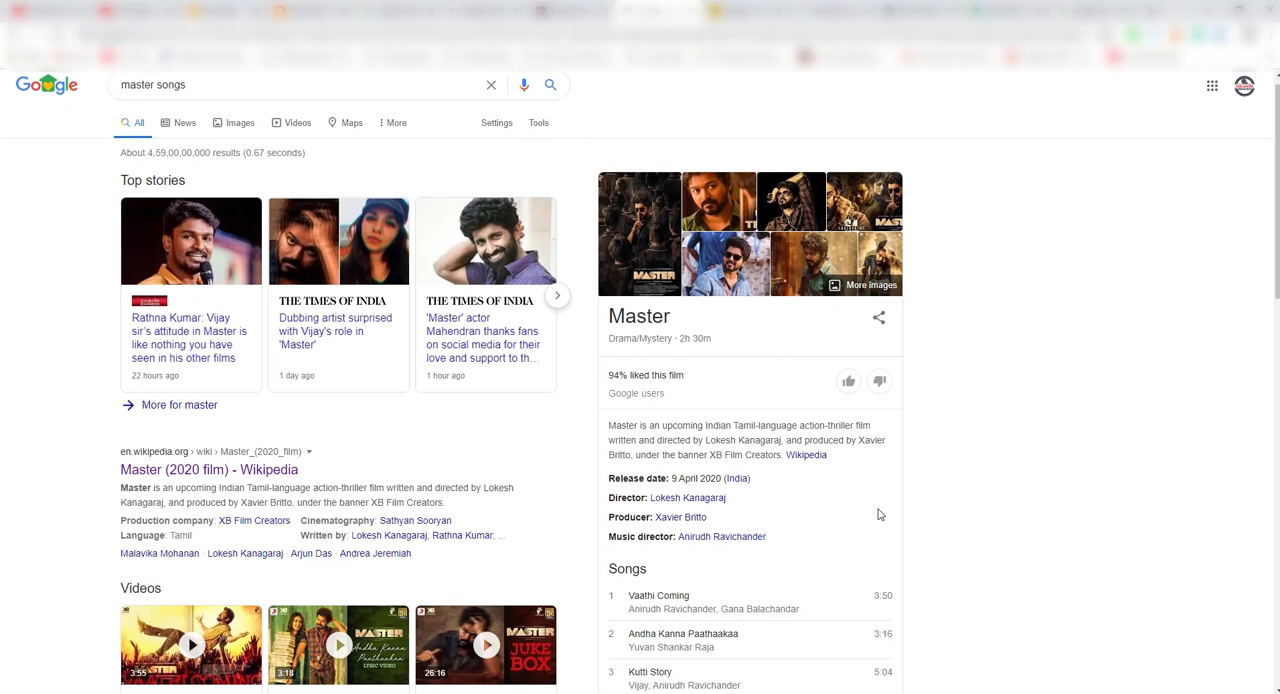 Google
master songs
All
News
Images
Videos
Maps
More
Settings
Tools
About 4,59,00,00,000 results (0.67 seconds)
Top stories
Rathna Kumar: Vijay
sir's attitude in Master is
like nothing you have
seen in his other films
22 hours ago
THE TIMES OF INDIA
Dubbing artist surprised
with Vijay's role in
'Master'
1 day ago
THE TIMES OF INDIA
'Master' actor
Mahendran thanks fans
on social media for their
love and support to th...
1 hour ago
More for master
en.wikipedia.org › wiki › Master_(2020_film)
Master (2020 film) - Wikipedia
Master is an upcoming Indian Tamil-language action-thriller film written and directed by Lokesh
Kanagaraj, and produced by Xavier Britto, under the banner XB Film Creators.
Production company: XB Film Creators
Cinematography: Sathyan Sooryan
Language: Tamil
Written by: Lokesh Kanagaraj, Rathna Kumar, ...
Malavika Mohanan · Lokesh Kanagaraj · Arjun Das · Andrea Jeremiah
Videos
3:55
MASTER
Andha Kanna
Paathaakaa
LYRIC VIDEO
3:18
MASTER
JUKE
BOX
26:16
MASTER
More images
Master
Drama/Mystery · 2h 30m
94% liked this film
Google users
Master is an upcoming Indian Tamil-language action-thriller film
written and directed by Lokesh Kanagaraj, and produced by Xavier
Britto, under the banner XB Film Creators. Wikipedia
Release date: 9 April 2020 (India)
Director: Lokesh Kanagaraj
Producer: Xavier Britto
Music director: Anirudh Ravichander
Songs
1 Vaathi Coming 3:50
Anirudh Ravichander, Gana Balachandar
2 Andha Kanna Paathaakaa 3:16
Yuvan Shankar Raja
3 Kutti Story 5:04
Vijay, Anirudh Ravichander